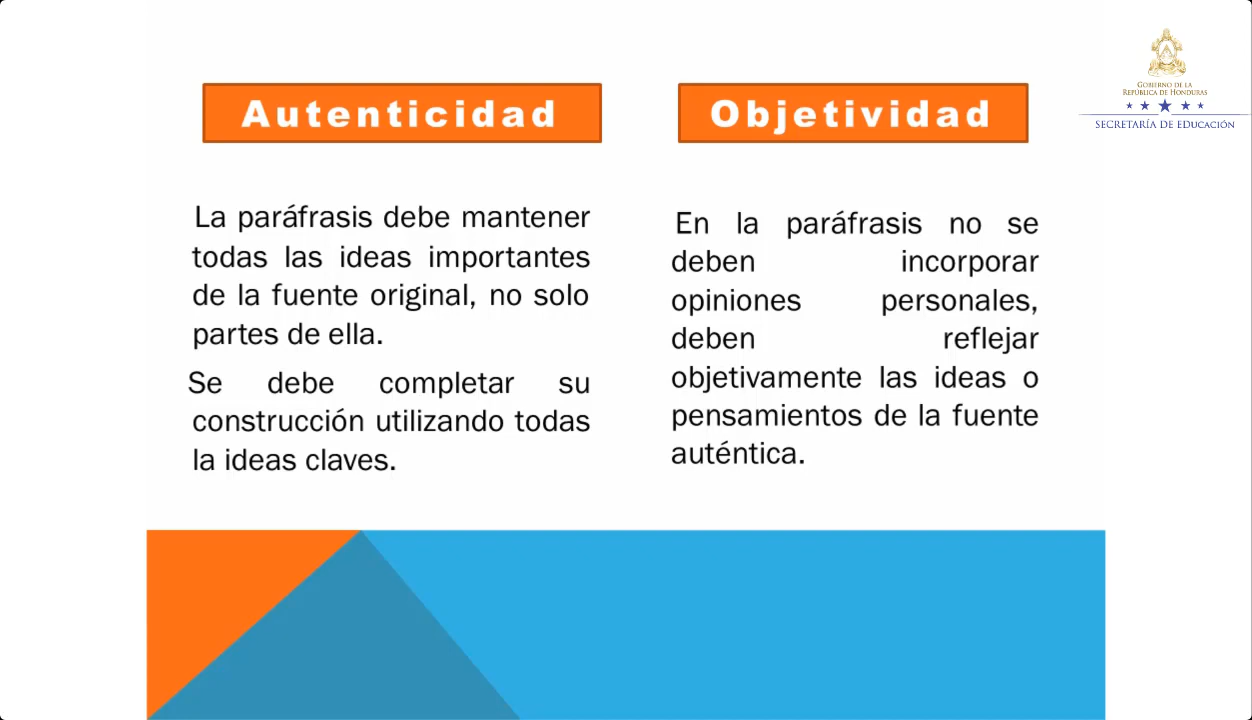 Autenticidad
La paráfrasis debe mantener
todas las ideas importantes
de la fuente original, no solo
partes de ella.
Se debe completar su
construcción utilizando todas
la ideas claves.
Objetividad
En la paráfrasis no se
deben incorporar
opiniones personales,
deben reflejar
objetivamente las ideas o
pensamientos de la fuente
auténtica.
GOBIERNO DE LA
REPÚBLICA DE HONDURAS
SECRETARÍA DE EDUCACIÓN